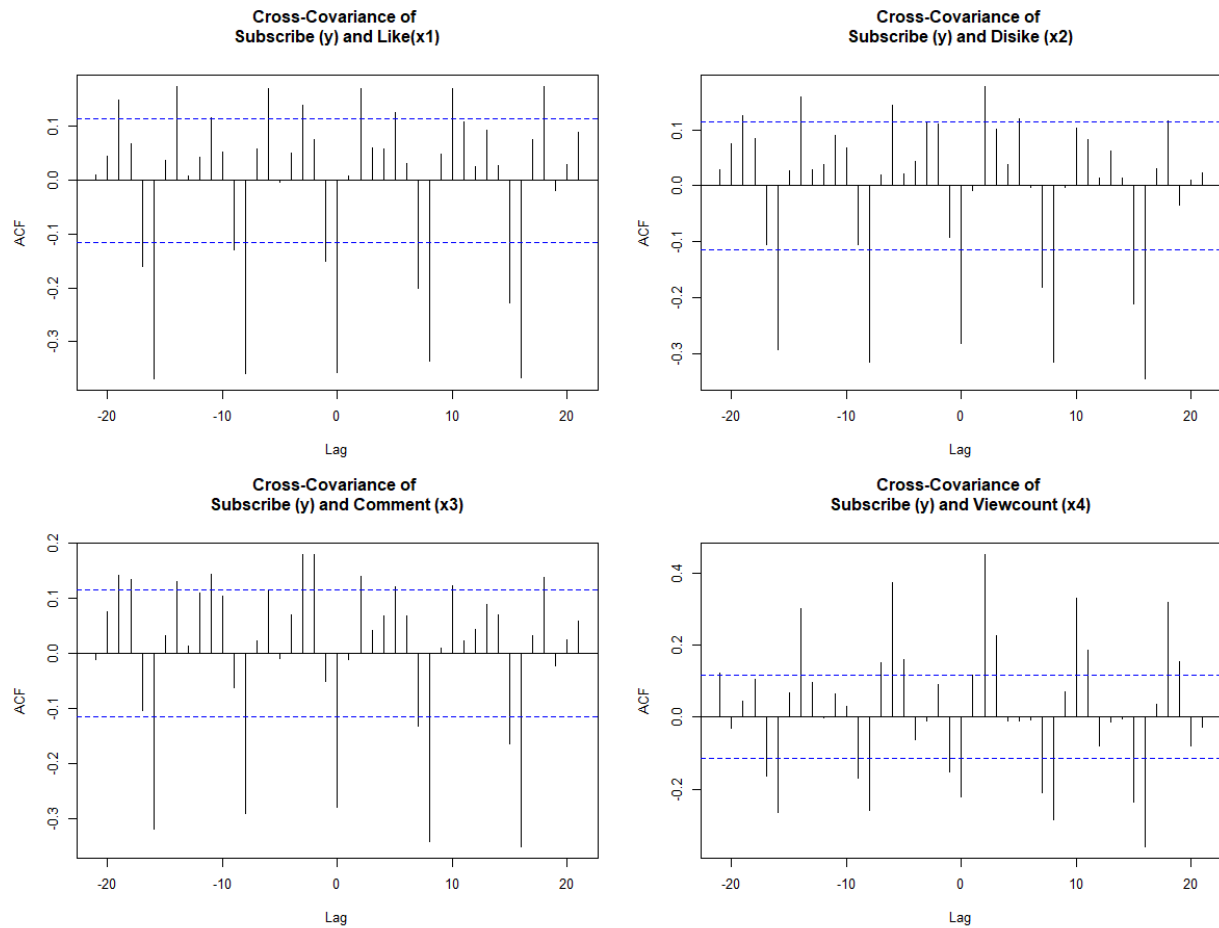 Cross-Covariance of
Subscribe (y) and Like(x1)
ACF
0.1
0.0
-0.1
-0.2
-0.3
-20
-10
0
10
20
Lag
Cross-Covariance of
Subscribe (y) and Disike (x2)
ACF
0.1
0.0
-0.1
-0.2
-0.3
-20
-10
0
10
20
Lag
Cross-Covariance of
Subscribe (y) and Comment (x3)
ACF
0.2
0.1
0.0
-0.1
-0.2
-0.3
-20
-10
0
10
20
Lag
Cross-Covariance of
Subscribe (y) and Viewcount (x4)
ACF
0.4
0.2
0.0
-0.2
-20
-10
0
10
20
Lag